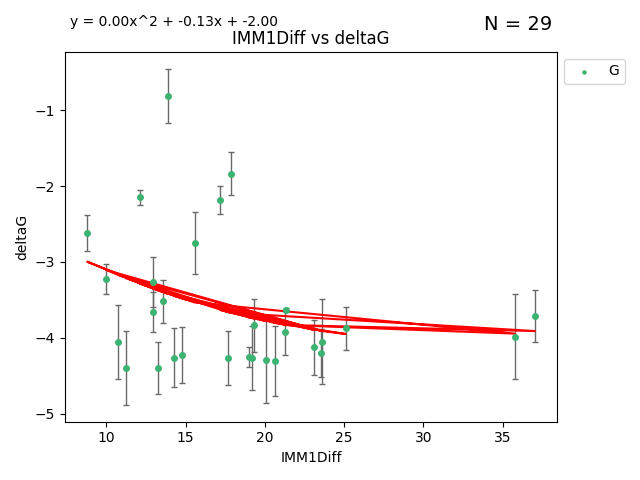 y = 0.00x^2 + -0.13x + -2.00
N = 29
IMM1Diff vs deltaG
G
−1
−2
−3
−4
−5
deltaG
10 15 20 25 30 35
IMM1Diff